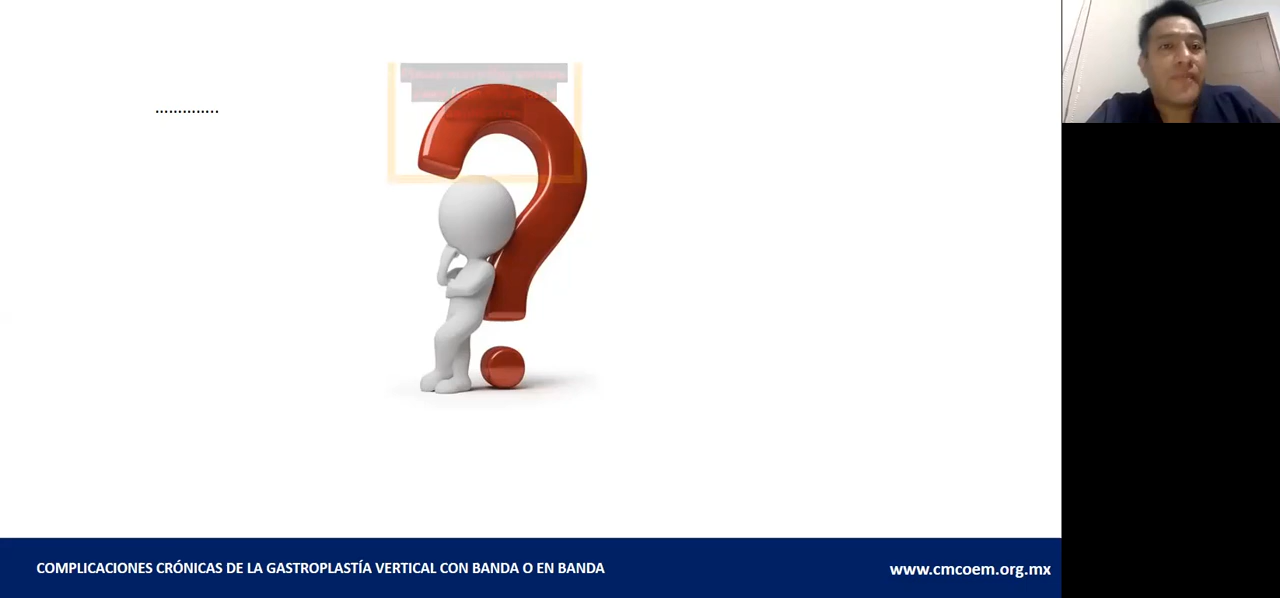 ..............
COMPLICACIONES CRÓNICAS DE LA GASTROPLASTÍA VERTICAL CON BANDA O EN BANDA
www.cmcoem.org.mx